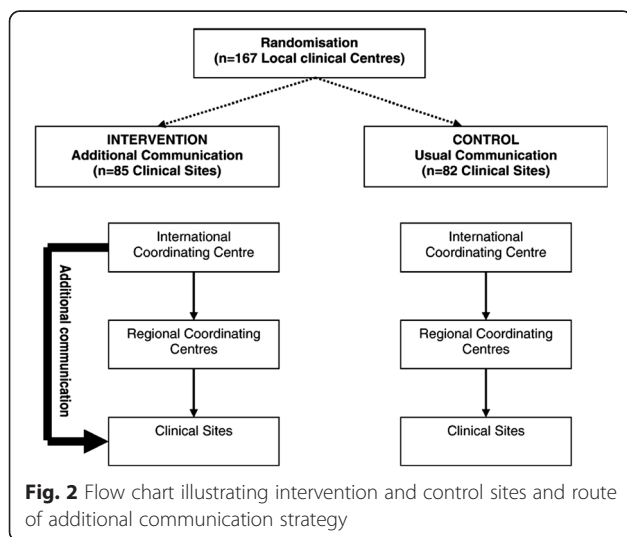 Randomisation
(n=167 Local clinical Centres)
INTERVENTION
Additional Communication
(n=85 Clinical Sites)
CONTROL
Usual Communication
(n=82 Clinical Sites)
Additional communication
International
Coordinating Centre
Regional Coordinating
Centres
Clinical Sites
International
Coordinating Centre
Regional Coordinating
Centres
Clinical Sites
Fig. 2 Flow chart illustrating intervention and control sites and route
of additional communication strategy